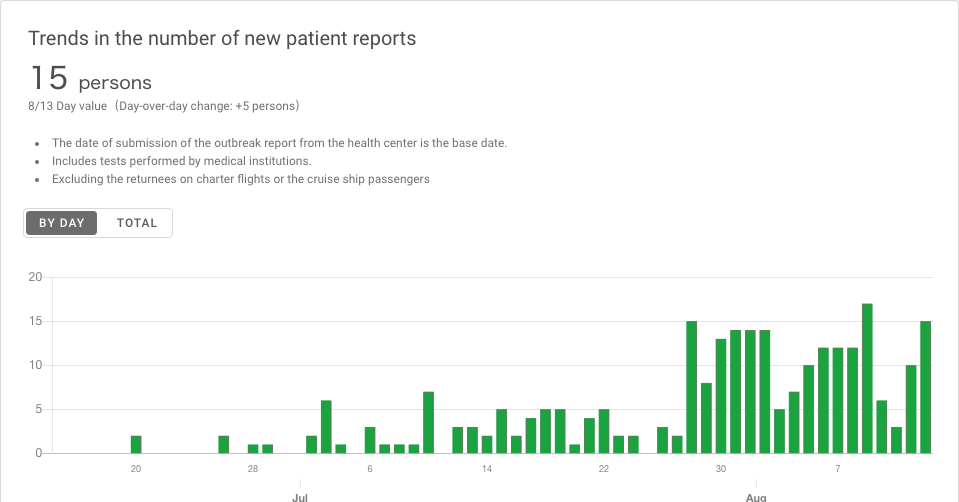 Trends in the number of new patient reports
15 persons
8/13 Day value (Day-over-day change: +5 persons)
• The date of submission of the outbreak report from the health center is the base date.
• Includes tests performed by medical institutions.
• Excluding the returnees on charter flights or the cruise ship passengers
BY DAY TOTAL
20
15
10
5
0
20 28 6 14 22 30 7
Jul Aug